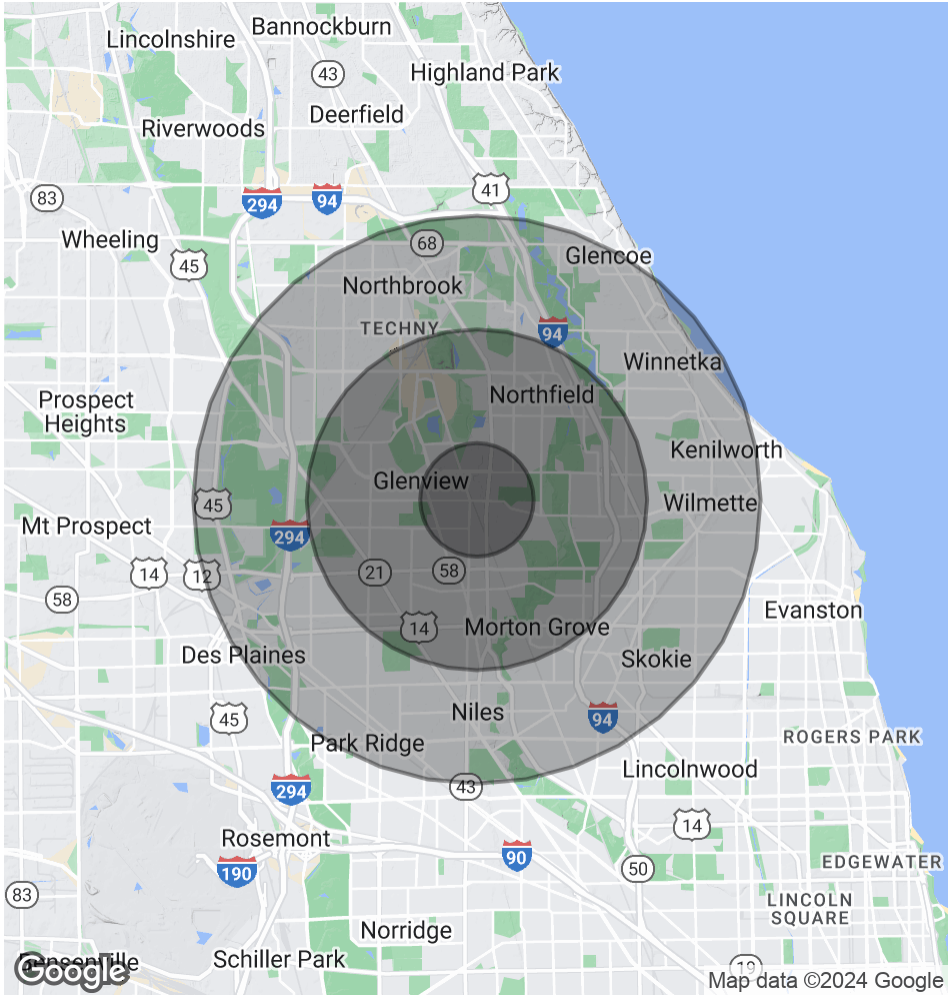 Bannockburn
Lincolnshire
43
Highland Park
Deerfield
Riverwoods
41
83
294
94
Wheeling
68
Glencoe
45
Northbrook
TECHNY
94
Winnetka
Northfield
Prospect
Heights
Kenilworth
Glenview
45
Wilmette
Mt Prospect
294
14
12
21
58
58
Evanston
14
Morton Grove
Des Plaines
Skokie
45
Niles
94
ROGERS PARK
Park Ridge
Lincolnwood
43
294
14
Rosemont
90
EDGEWATER
190
50
83
LINCOLN
SQUARE
Norridge
Schiller Park
Bensenville
Google
19
Map data ©2024 Google